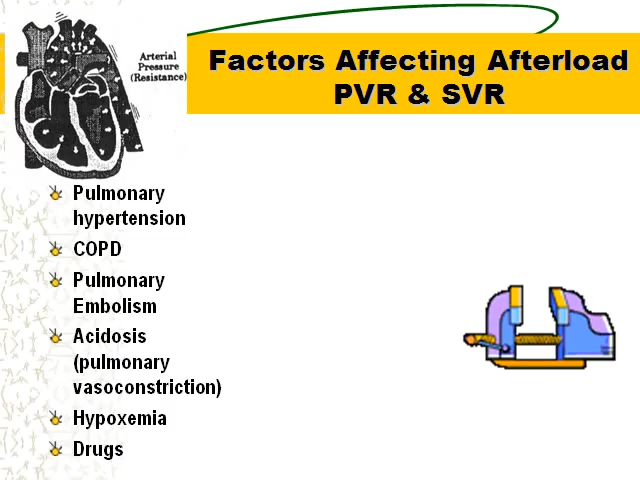 Arterial
Pressure
(Resistance)
Factors Affecting Afterload
PVR & SVR
Pulmonary
hypertension
COPD
Pulmonary
Embolism
Acidosis
(pulmonary
vasoconstriction)
Hypoxemia
Drugs